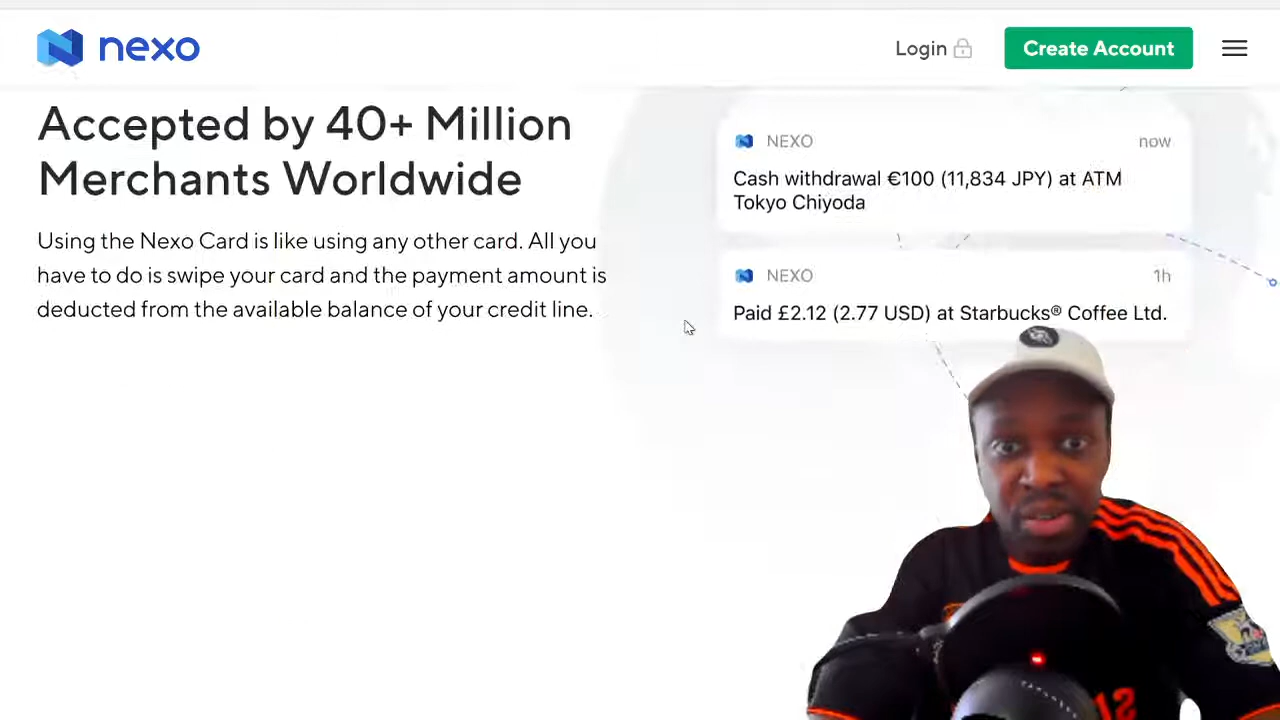 nexo
Login
Create Account
Accepted by 40+ Million
Merchants Worldwide
Using the Nexo Card is like using any other card. All you
have to do is swipe your card and the payment amount is
deducted from the available balance of your credit line.
NEXO now
Cash withdrawal €100 (11,834 JPY) at ATM
Tokyo Chiyoda
NEXO 1h
Paid £2.12 (2.77 USD) at Starbucks® Coffee Ltd.